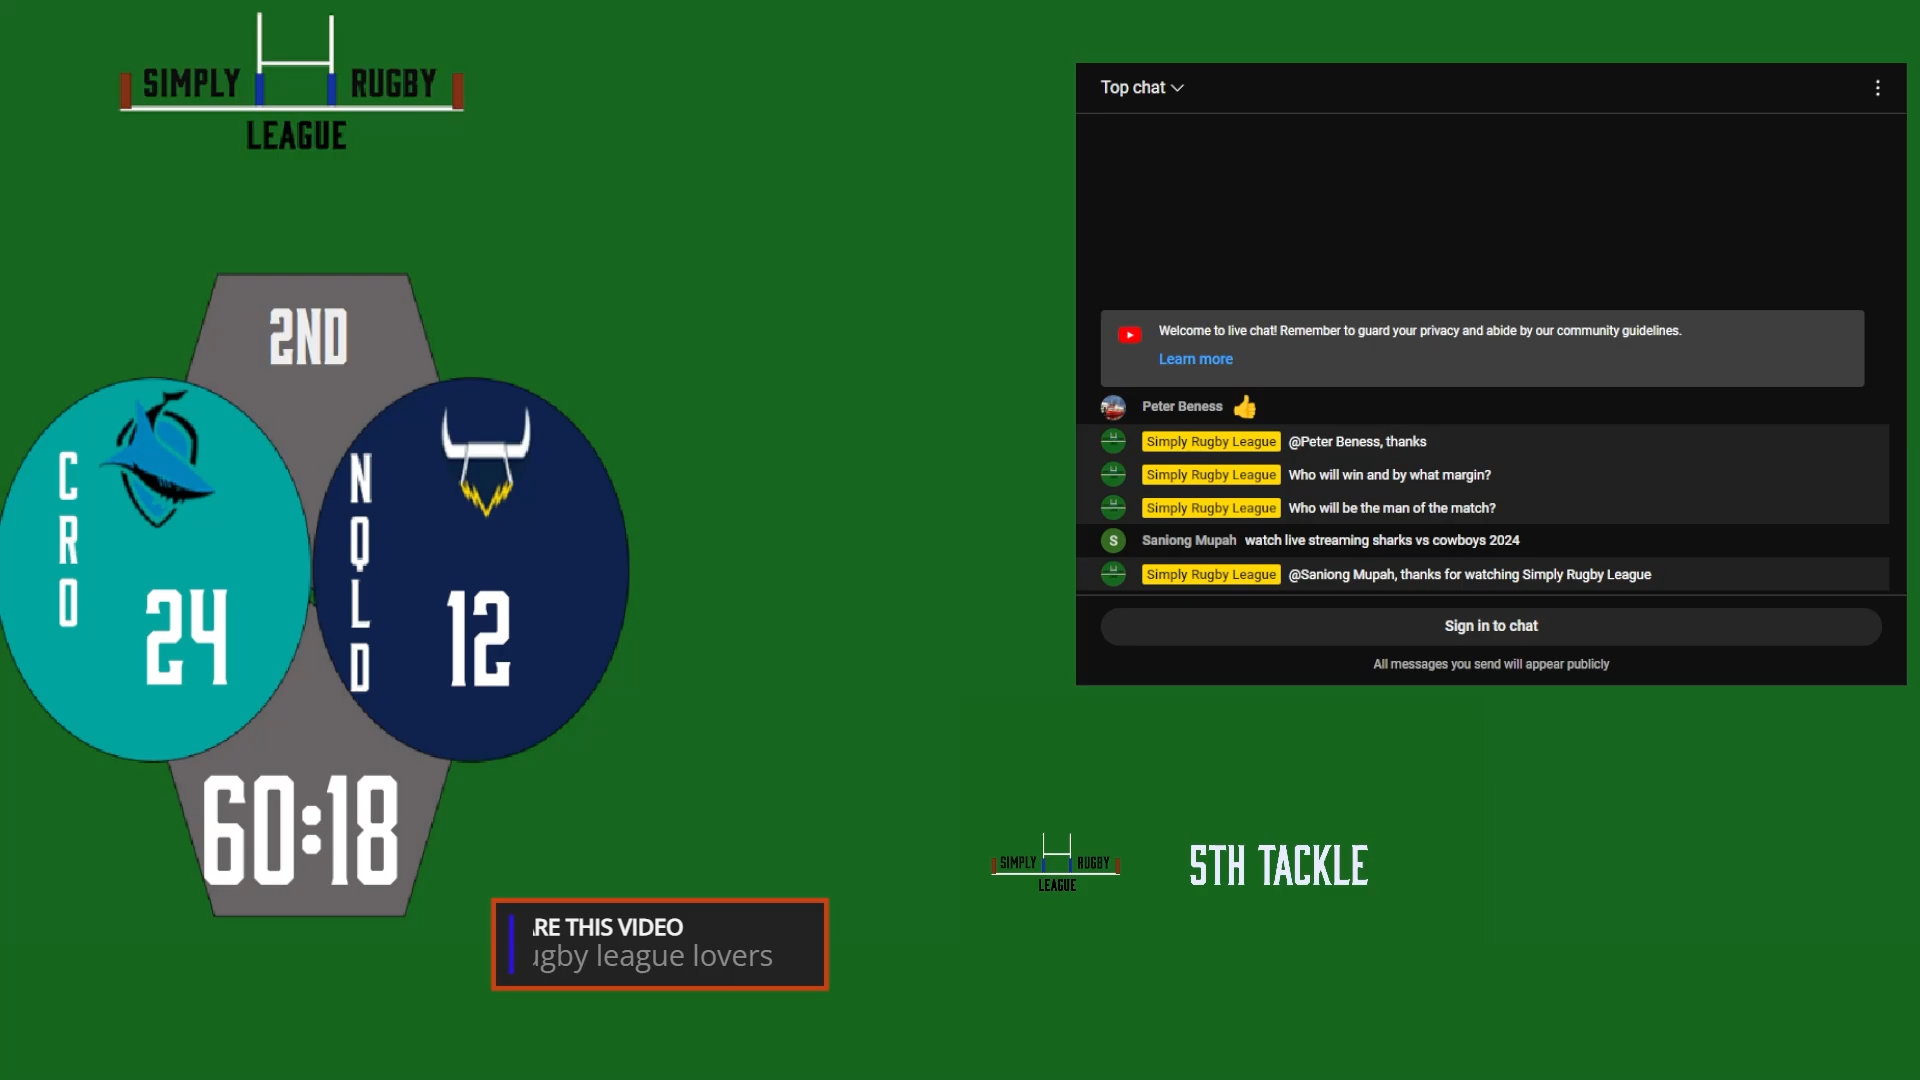 SIMPLY RUGBY
LEAGUE
2ND
CRO
24
NQLD
12
60:18
Top chat
Welcome to live chat! Remember to guard your privacy and abide by our community guidelines.
Learn more
Peter Beness 👍
Simply Rugby League @Peter Beness, thanks
Simply Rugby League Who will win and by what margin?
Simply Rugby League Who will be the man of the match?
S Saniong Mupah watch live streaming sharks vs cowboys 2024
Simply Rugby League @Saniong Mupah, thanks for watching Simply Rugby League
Sign in to chat
All messages you send will appear publicly
SIMPLY RUGBY
LEAGUE
5TH TACKLE
RE THIS VIDEO
ugby league lovers